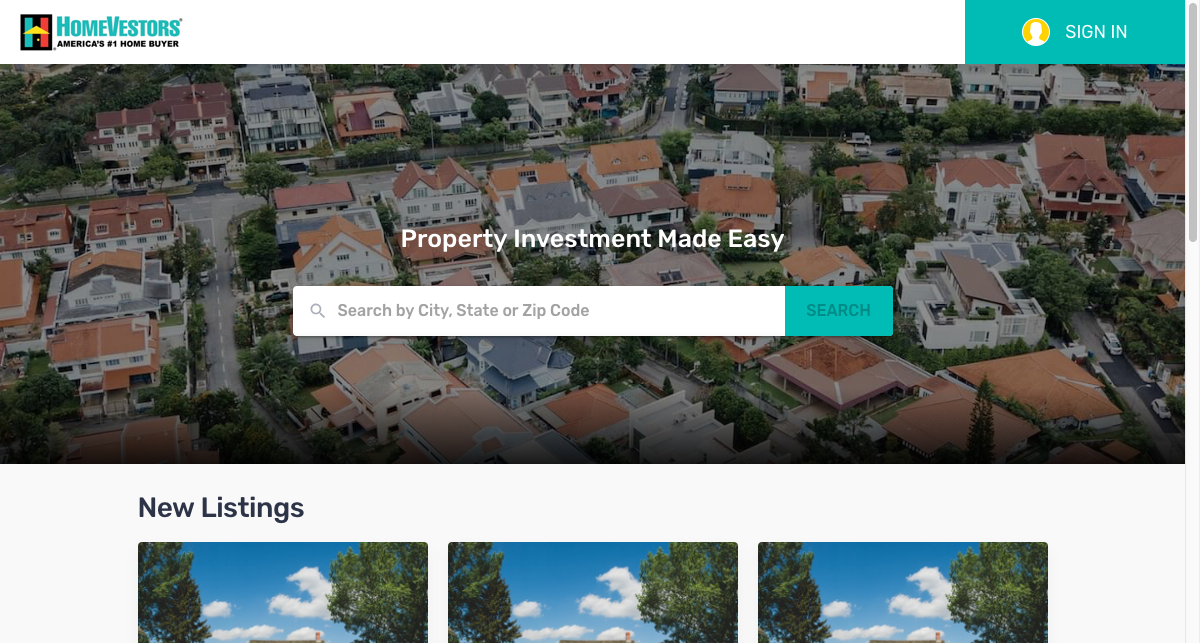 HomeVestors®
AMERICA'S #1 HOME BUYER
SIGN IN
Property Investment Made Easy
Search by City, State or Zip Code
SEARCH
New Listings